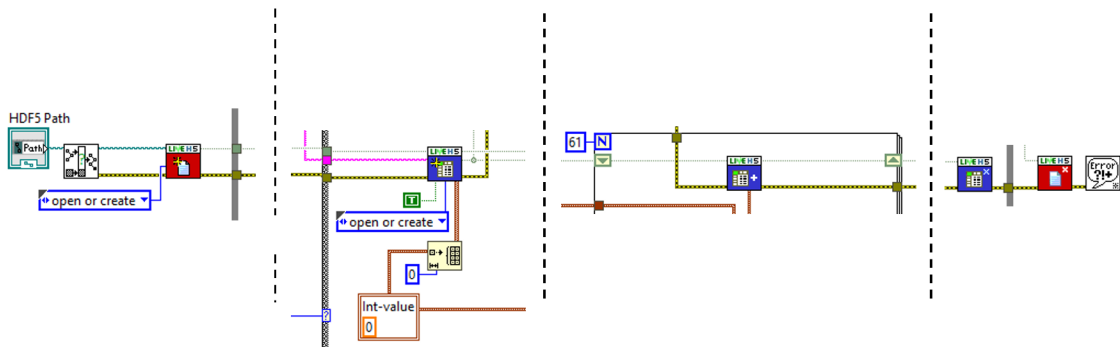 HDF5 Path
Path
LIVEH5
open or create
LIVEH5
T
open or create
0
Int-value
0
?
61
N
LIVEH5
LIVEH5
LIVEH5
Error
?!+